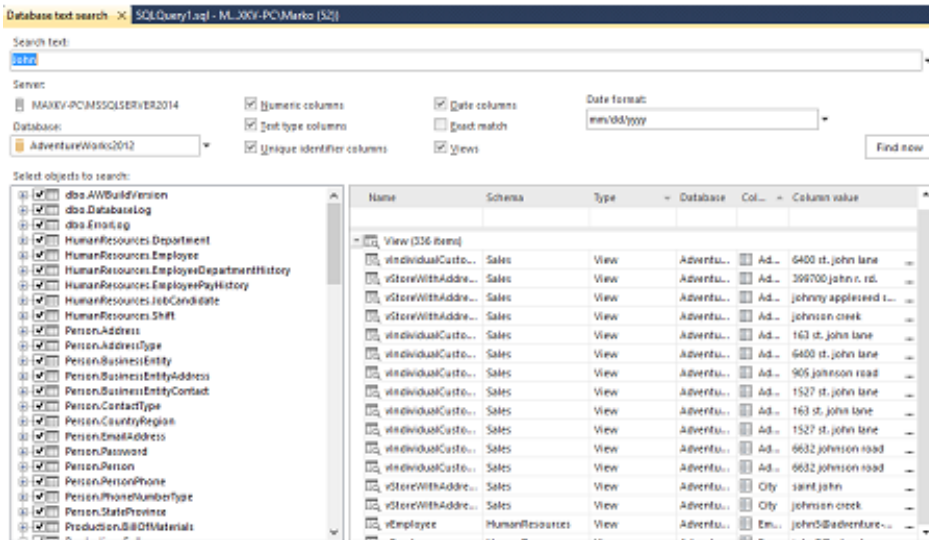 Database text search SQLQuery1.sql - M...XKV-PC\Marko (52))
Search text:
john
Server:
MAXKV-PC\MSSQLSERVER2014
Numeric columns
Date columns
Date format:
Database:
Text type columns
Exact match
mm/dd/yyyy
AdventureWorks2012
Unique identifier columns
Views
Find now
Select objects to search:
dbo.AWBuildVersion
dbo.DatabaseLog
dbo.ErrorLog
HumanResources.Department
HumanResources.Employee
HumanResources.EmployeeDepartmentHistory
HumanResources.EmployeePayHistory
HumanResources.JobCandidate
HumanResources.Shift
Person.Address
Person.AddressType
Person.BusinessEntity
Person.BusinessEntityAddress
Person.BusinessEntityContact
Person.ContactType
Person.CountryRegion
Person.EmailAddress
Person.Password
Person.Person
Person.PersonPhone
Person.PhoneNumberType
Person.StateProvince
Production.BillOfMaterials
Name Schema Type Database Col... Column value
View (336 items)
vIndividualCusto... Sales View Adventu... Ad... 6400 st. john lane ...
vStoreWithAddre... Sales View Adventu... Ad... 399700 john r. rd. ...
vStoreWithAddre... Sales View Adventu... Ad... johnny appleseed s... ...
vStoreWithAddre... Sales View Adventu... Ad... johnson creek ...
vIndividualCusto... Sales View Adventu... Ad... 163 st. john lane ...
vIndividualCusto... Sales View Adventu... Ad... 6400 st. john lane ...
vIndividualCusto... Sales View Adventu... Ad... 905 johnson road ...
vIndividualCusto... Sales View Adventu... Ad... 1527 st. john lane ...
vIndividualCusto... Sales View Adventu... Ad... 163 st. john lane ...
vIndividualCusto... Sales View Adventu... Ad... 1527 st. john lane ...
vIndividualCusto... Sales View Adventu... Ad... 6632 johnson road ...
vIndividualCusto... Sales View Adventu... Ad... 6632 johnson road ...
vStoreWithAddre... Sales View Adventu... City saint john ...
vStoreWithAddre... Sales View Adventu... City johnson creek ...
vEmployee HumanResources View Adventu... Em... john5@adventure-... ...